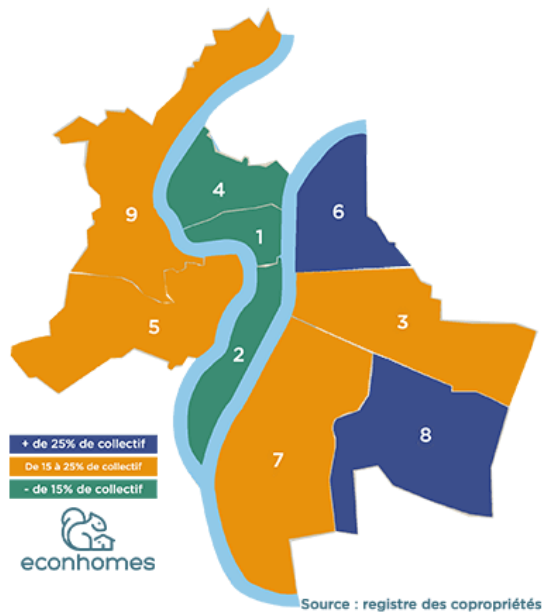 9
4
1
6
5
2
3
7
8
+ de 25% de collectif
De 15 à 25% de collectif
- de 15% de collectif
econhomes
Source : registre des copropriétés